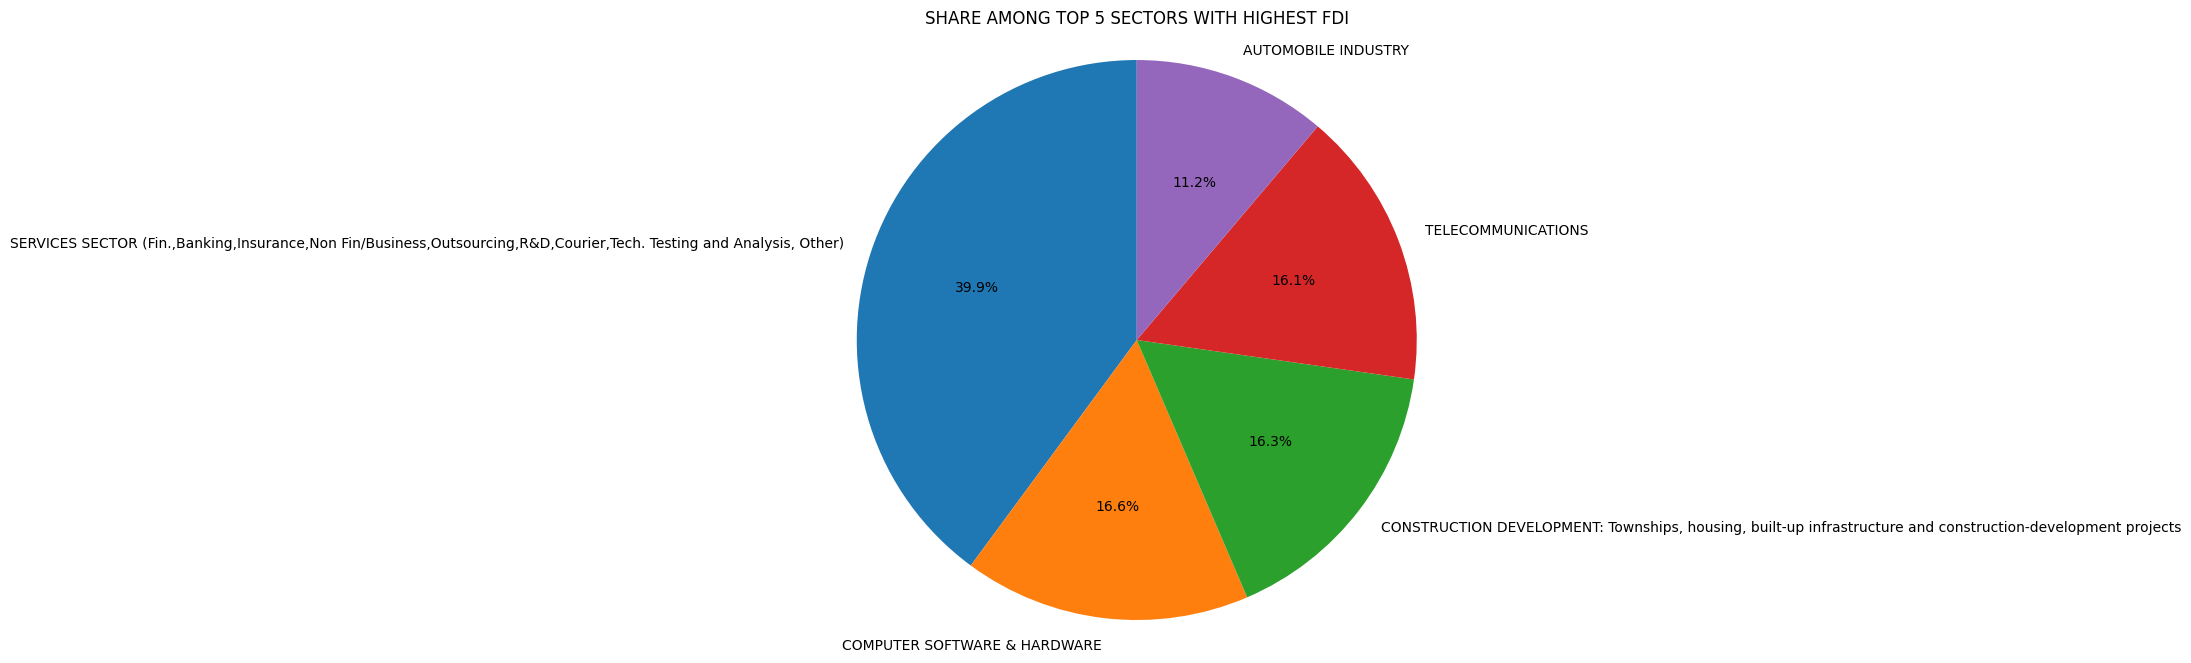 SHARE AMONG TOP 5 SECTORS WITH HIGHEST FDI
AUTOMOBILE INDUSTRY
11.2%
TELECOMMUNICATIONS
SERVICES SECTOR (Fin.,Banking,Insurance,Non Fin/Business,Outsourcing,R&D,Courier,Tech. Testing and Analysis, Other)
16.1%
39.9%
16.3%
16.6%
CONSTRUCTION DEVELOPMENT: Townships, housing, built-up infrastructure and construction-development projects
COMPUTER SOFTWARE & HARDWARE